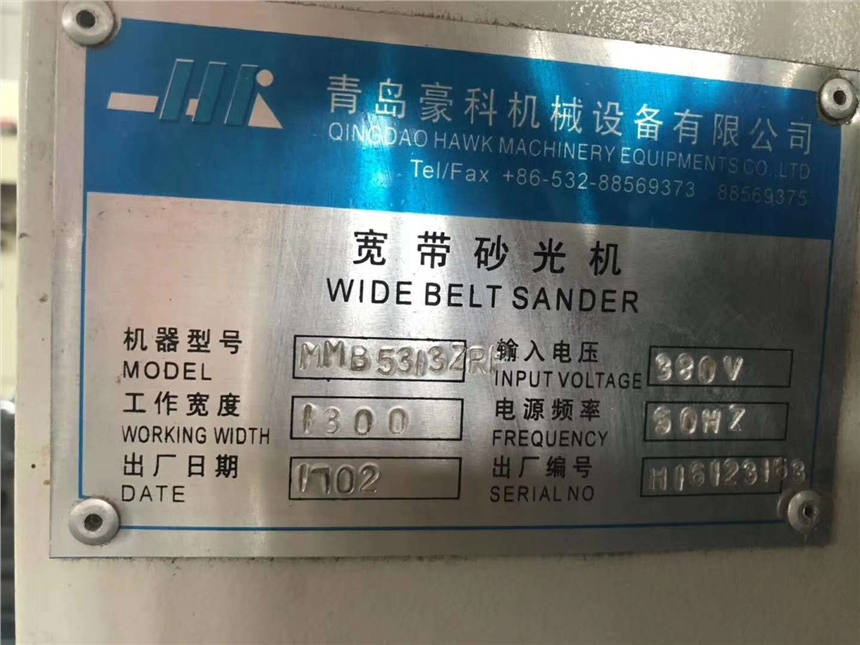 青岛豪科机械设备有限公司
QINGDAO HAWK MACHINERY EQUIPMENTS CO.,LTD
Tel/Fax +86-532-88569373 88569375
宽带砂光机
WIDE BELT SANDER
机器型号
MODEL
输入电压
INPUT VOLTAGE
380V
工作宽度
WORKING WIDTH
1300
电源频率
FREQUENCY
50HZ
出厂日期
DATE
1702
出厂编号
SERIAL NO